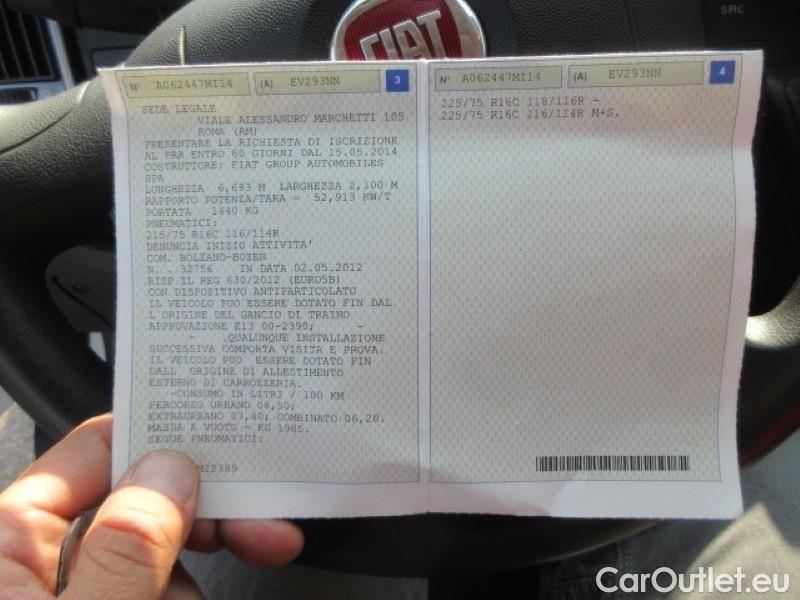 SRC
FIAT
N° A062447MI14 (A) EV293NN 3
SEDE LEGALE
VIALE ALESSANDRO MARCHETTI 105
ROMA (RM)
PRESENTARE LA RICHIESTA DI ISCRIZIONE
AL PRA ENTRO 60 GIORNI DAL 15.05.2014
COSTRUTTORE: FIAT GROUP AUTOMOBILES
SPA
LUNGHEZZA 6,693 M LARGHEZZA 2,100 M
RAPPORTO POTENZA/TARA = 52,913 KW/T
PORTATA 1440 KG
PNEUMATICI:
215/75 R16C 116/114R
DENUNCIA INIZIO ATTIVITA'
COM. BOLZANO-BOZEN
N. . 32756 IN DATA 02.05.2012
RISP IL REG 630/2012 (EURO5B)
CON DISPOSITIVO ANTIPARTICOLATO
IL VEICOLO PUO ESSERE DOTATO FIN DAL
L'ORIGINE DEL GANCIO DI TRAINO
APPROVAZIONE E13 00-2390; -
- .QUALUNQUE INSTALLAZIONE
SUCCESSIVA COMPORTA VISITA E PROVA.
IL VEICOLO PUO ESSERE DOTATO FIN
DALL ORIGINE DI ALLESTIMENTO
ESTERNO DI CARROZZERIA.
-CONSUMO IN LITRI / 100 KM
PERCORSO URBANO 08,50;
EXTRAURBANO 07,40; COMBINATO 06,20.
MASSA A VUOTO - KG 1985.
SEGUE PNEUMATICI:
MI2389
N° A062447MI14 (A) EV293NN 4
225/75 R16C 118/116R -
225/75 R16C 116/114R M+S.
CarOutlet.eu